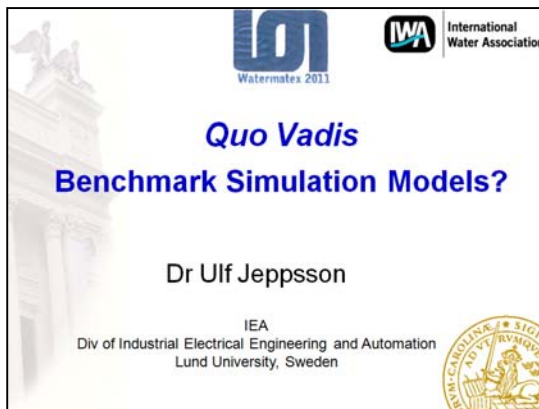 Watermatex 2011
IWA
International
Water Association
Quo Vadis
Benchmark Simulation Models?
Dr Ulf Jeppsson
IEA
Div of Industrial Electrical Engineering and Automation
Lund University, Sweden